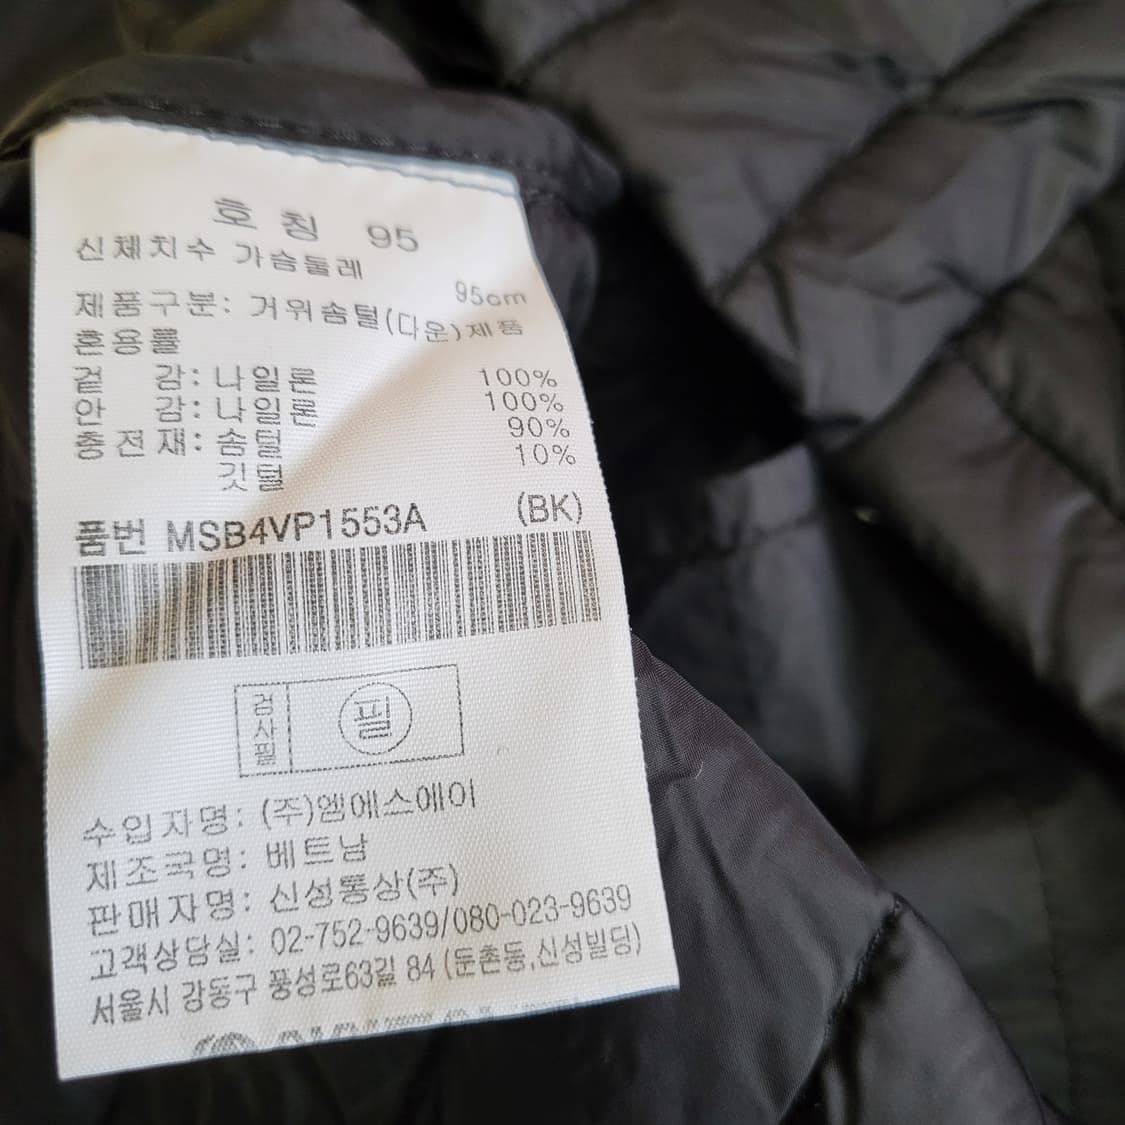 호 칭 95
신체치수 가슴둘레 95cm
제품구분: 거위솜털(다운)제품
혼용률
겉 감: 나일론 100%
안 감: 나일론 100%
충전재: 솜털 90%
깃털 10%
품번 MSB4VP1553A (BK)
검사필 필
수입자명: (주)엠에스에이
제조국명: 베트남
판매자명: 신성통상(주)
고객상담실: 02-752-9639/080-023-9639
서울시 강동구 풍성로63길 84 (둔촌동,신성빌딩)